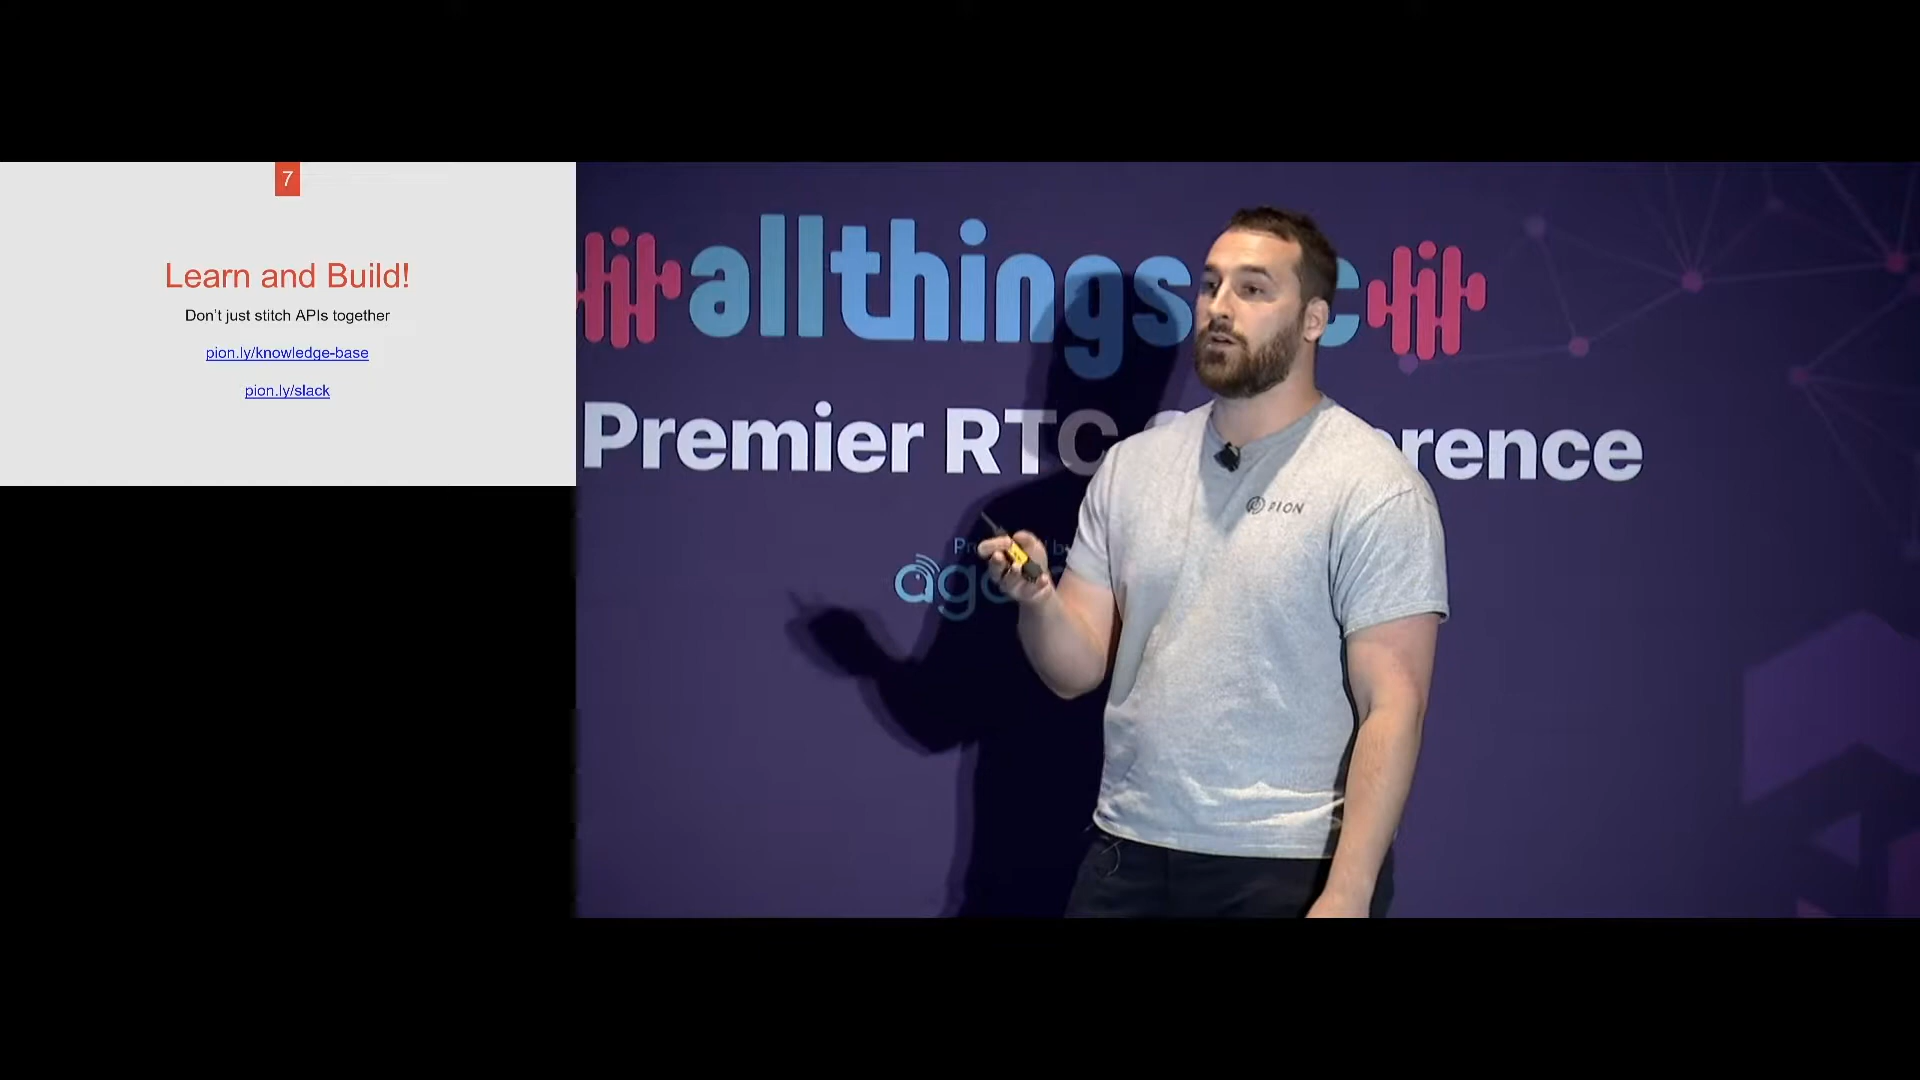 7
Learn and Build!
Don't just stitch APIs together
pion.ly/knowledge-base
pion.ly/slack
allthings
Premier RTC
PION